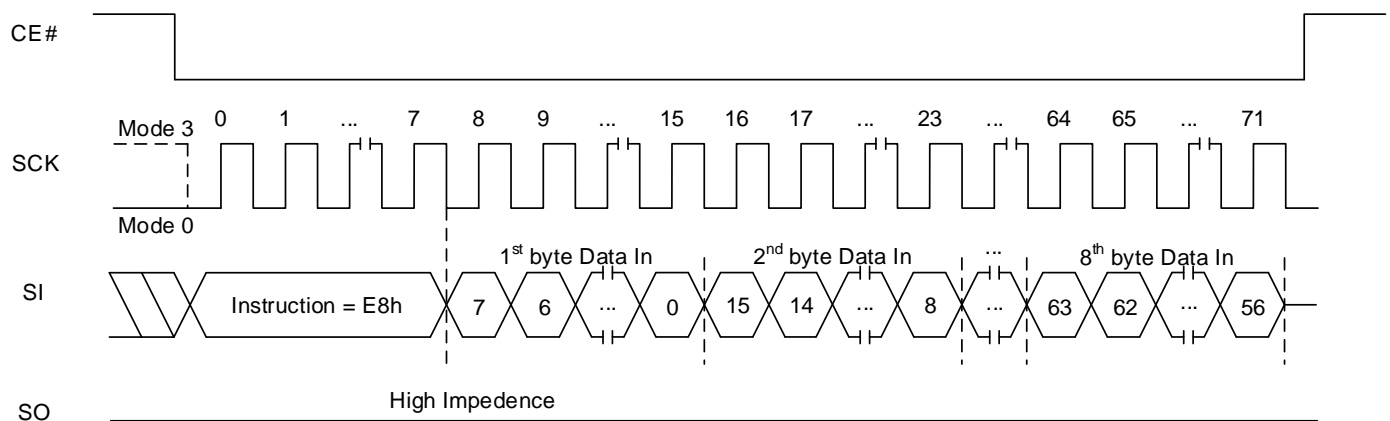 CE#
Mode 3 0 1 ... 7 8 9 ... 15 16 17 ... 23 ... 64 65 ... 71
SCK
Mode 0
1st byte Data In 2nd byte Data In ... 8th byte Data In
SI Instruction = E8h 7 6 ... 0 15 14 ... 8 ... 63 62 ... 56
High Impedence
SO